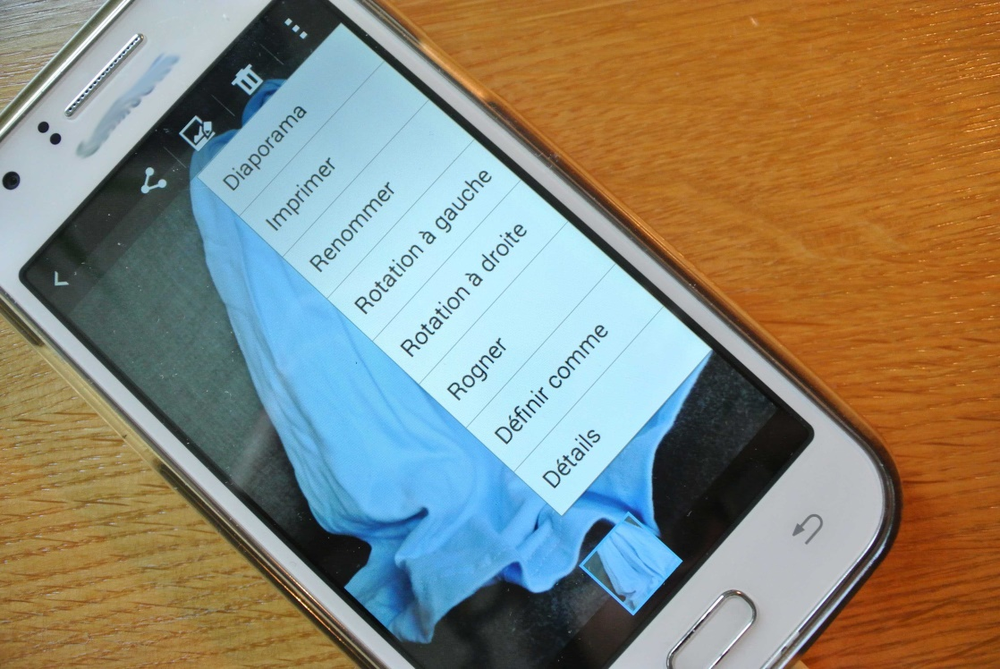 Diaporama
Imprimer
Renommer
Rotation à gauche
Rotation à droite
Rogner
Définir comme
Détails